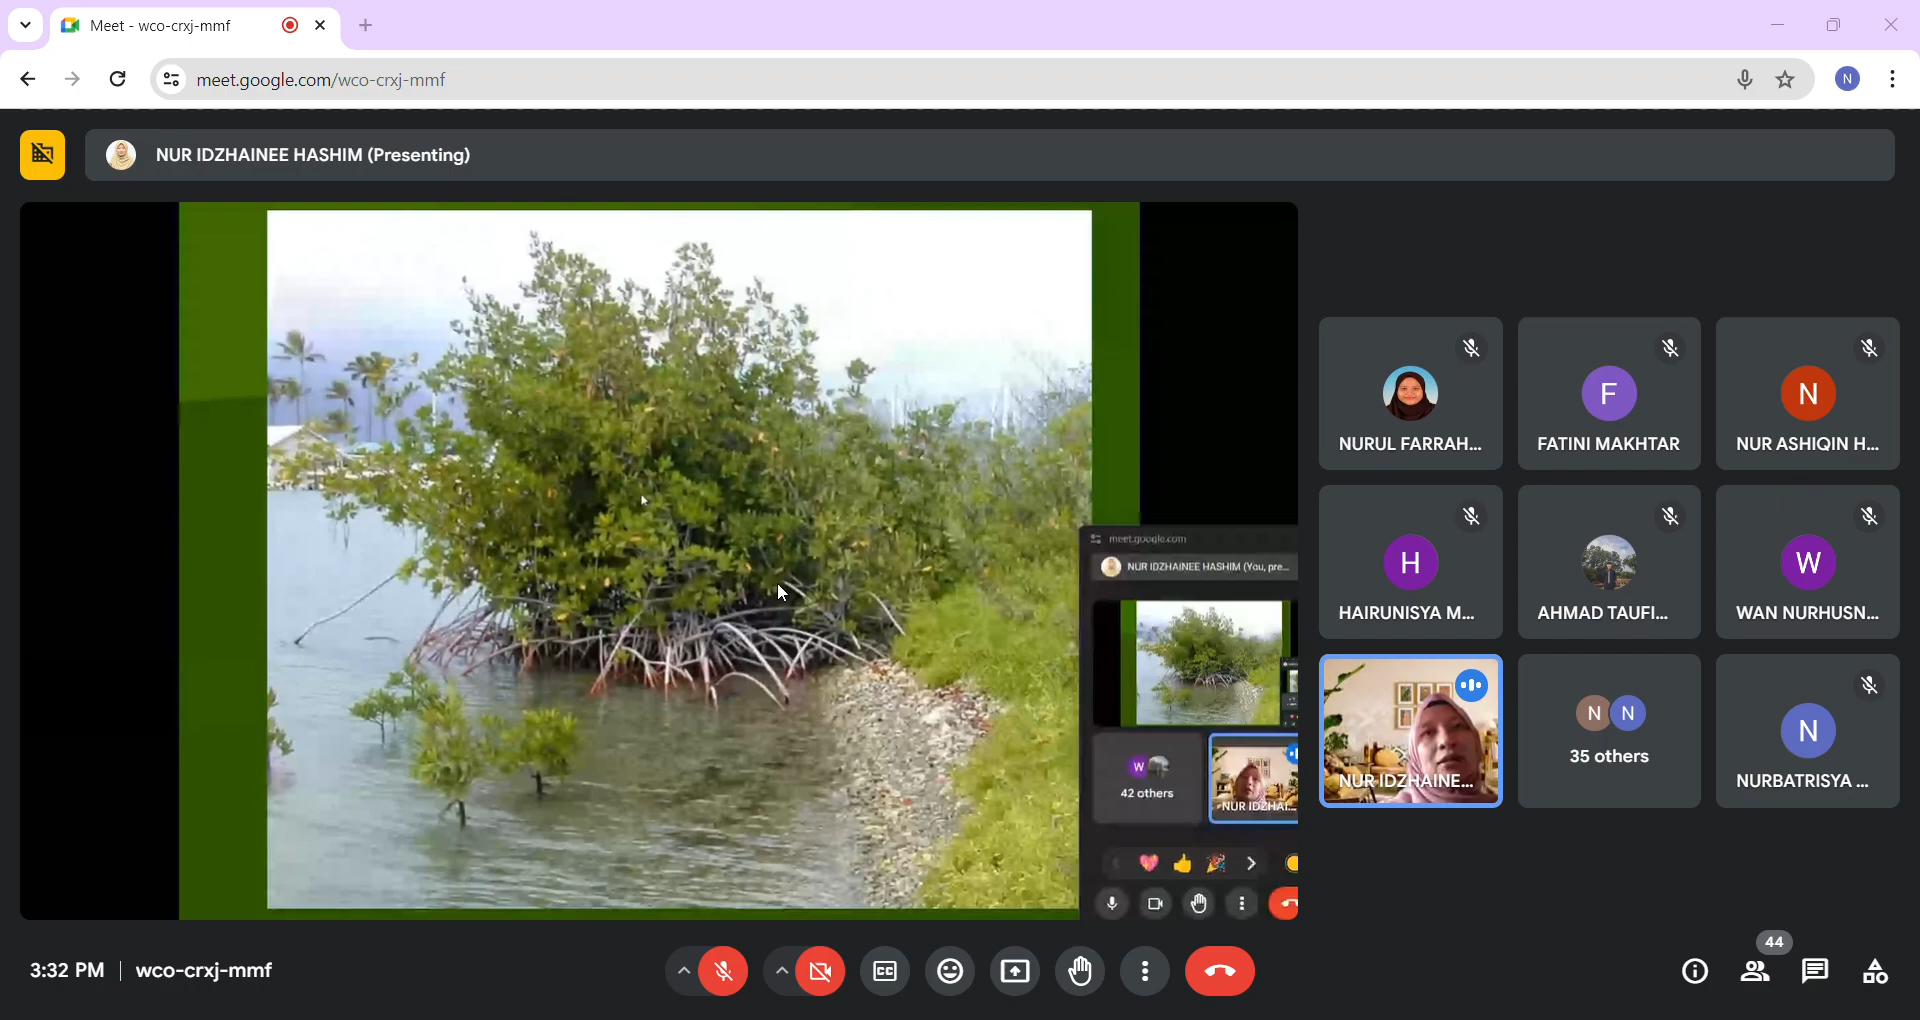 Meet - wco-crxj-mmf
meet.google.com/wco-crxj-mmf
N
NUR IDZHAINEE HASHIM (Presenting)
meet.google.com
NUR IDZHAINEE HASHIM (You, pre...
W
42 others
NUR IDZHAI...
NURUL FARRAH...
F
FATINI MAKHTAR
N
NUR ASHIQIN H...
H
HAIRUNISYA M...
AHMAD TAUFI...
W
WAN NURHUSN...
NUR IDZHAINE...
N N
35 others
N
NURBATRISYA ...
3:32 PM | wco-crxj-mmf
CC
44